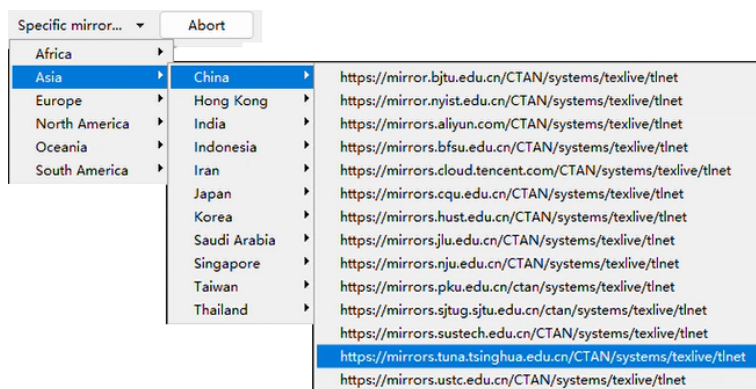 Specific mirror...
Abort
Africa
Asia
Europe
North America
Oceania
South America
China
Hong Kong
India
Indonesia
Iran
Japan
Korea
Saudi Arabia
Singapore
Taiwan
Thailand
https://mirror.bjtu.edu.cn/CTAN/systems/texlive/tlnet
https://mirror.nyist.edu.cn/CTAN/systems/texlive/tlnet
https://mirrors.aliyun.com/CTAN/systems/texlive/tlnet
https://mirrors.bfsu.edu.cn/CTAN/systems/texlive/tlnet
https://mirrors.cloud.tencent.com/CTAN/systems/texlive/tlnet
https://mirrors.cqu.edu.cn/CTAN/systems/texlive/tlnet
https://mirrors.hust.edu.cn/CTAN/systems/texlive/tlnet
https://mirrors.jlu.edu.cn/CTAN/systems/texlive/tlnet
https://mirrors.nju.edu.cn/CTAN/systems/texlive/tlnet
https://mirrors.pku.edu.cn/ctan/systems/texlive/tlnet
https://mirrors.sjtug.sjtu.edu.cn/ctan/systems/texlive/tlnet
https://mirrors.sustech.edu.cn/CTAN/systems/texlive/tlnet
https://mirrors.tuna.tsinghua.edu.cn/CTAN/systems/texlive/tlnet
https://mirrors.ustc.edu.cn/CTAN/systems/texlive/tlnet